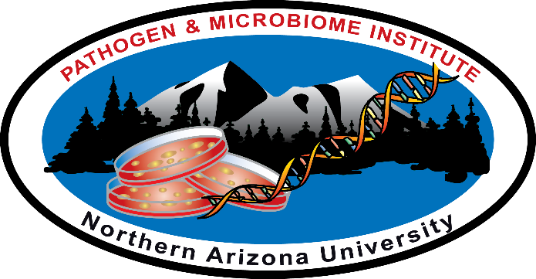 PATHOGEN & MICROBIOME INSTITUTE
Northern Arizona University